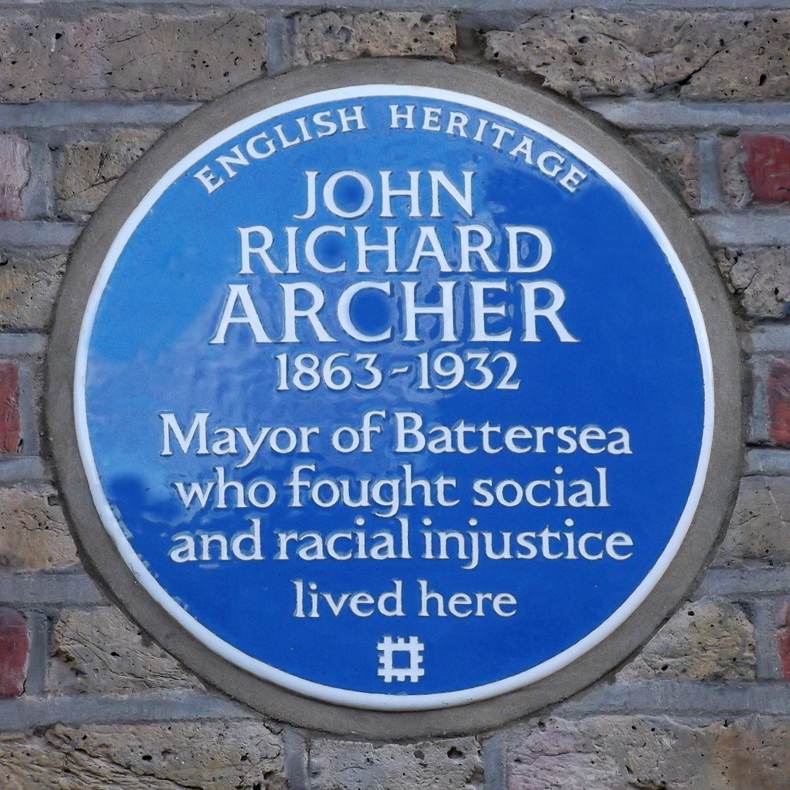 ENGLISH HERITAGE
JOHN
RICHARD
ARCHER
1863-1932
Mayor of Battersea
who fought social
and racial injustice
lived here